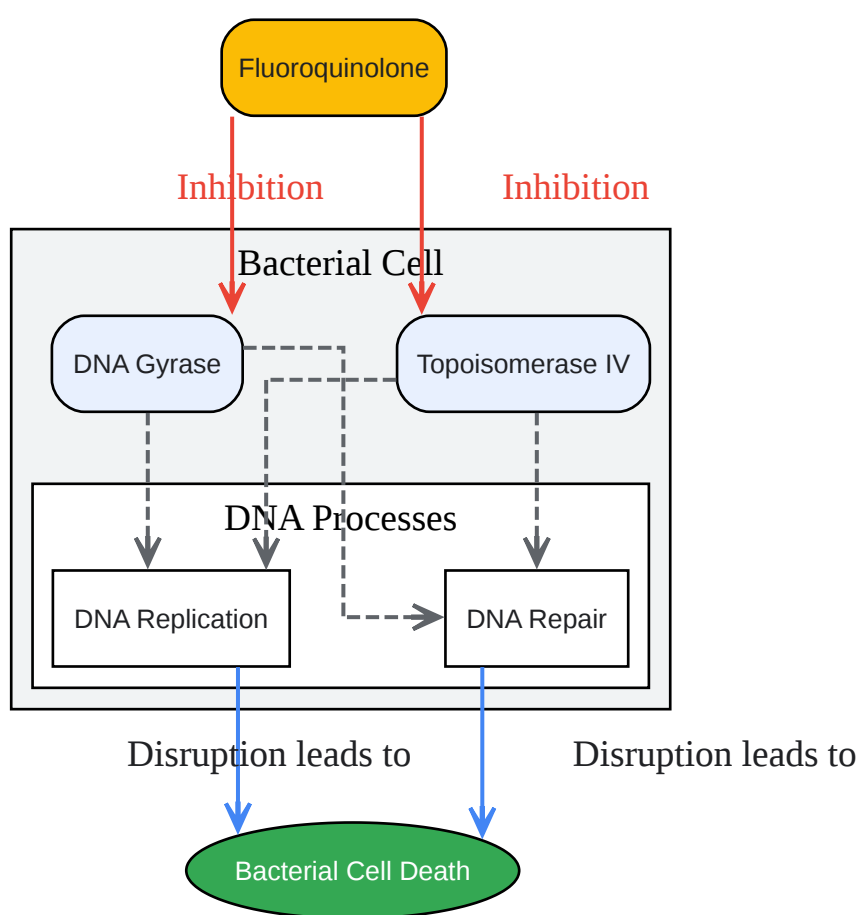 Fluoroquinolone
Inhibition
Inhibition
Bacterial Cell
DNA Gyrase
Topoisomerase IV
DNA Processes
DNA Replication
DNA Repair
Disruption leads to
Disruption leads to
Bacterial Cell Death